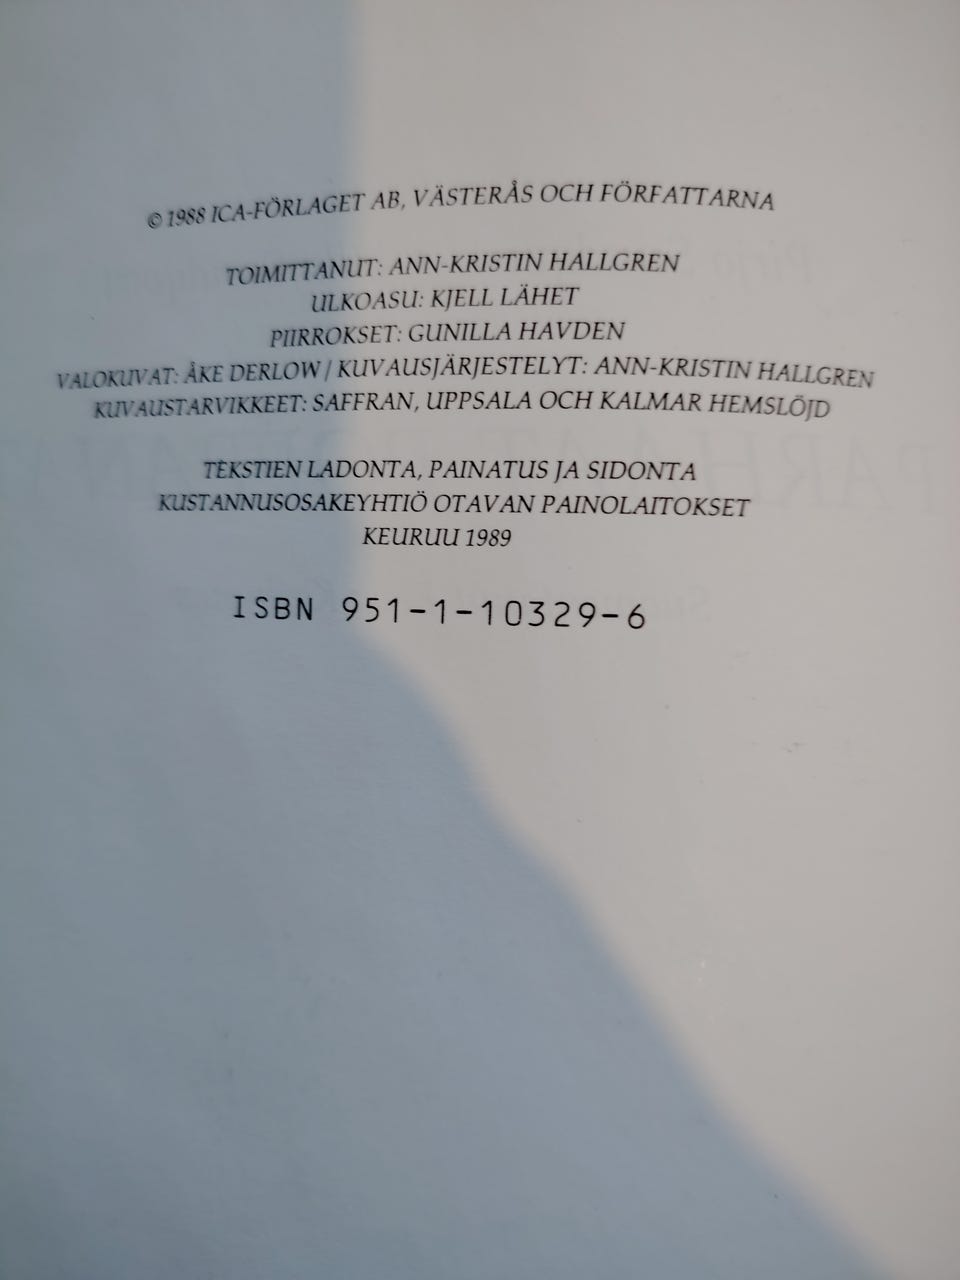 © 1988 ICA-FÖRLAGET AB, VÄSTERÅS OCH FÖRFATTARNA
TOIMITTANUT: ANN-KRISTIN HALLGREN
ULKOASU: KJELL LÄHET
PIIRROKSET: GUNILLA HAVDEN
VALOKUVAT: ÅKE DERLOW / KUVAUSJÄRJESTELYT: ANN-KRISTIN HALLGREN
KUVAUSTARVIKKEET: SAFFRAN, UPPSALA OCH KALMAR HEMSLÖJD
TEKSTIEN LADONTA, PAINATUS JA SIDONTA
KUSTANNUSOSAKEYHTIÖ OTAVAN PAINOLAITOKSET
KEURUU 1989
ISBN 951-1-10329-6